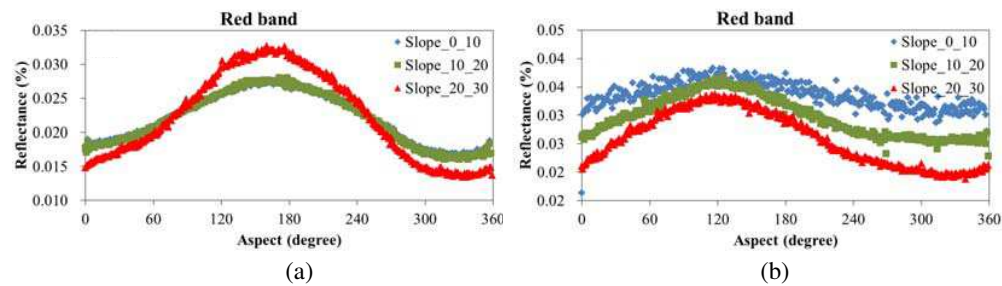 Red band
0.035
0.030
0.025
0.020
0.015
0.010
Reflectance (%)
Slope_0_10
Slope_10_20
Slope_20_30
0 60 120 180 240 300 360
Aspect (degree)
(a)
Red band
0.05
0.04
0.04
0.03
0.03
0.02
0.02
Reflectance (%)
Slope_0_10
Slope_10_20
Slope_20_30
0 60 120 180 240 300 360
Aspect (degree)
(b)